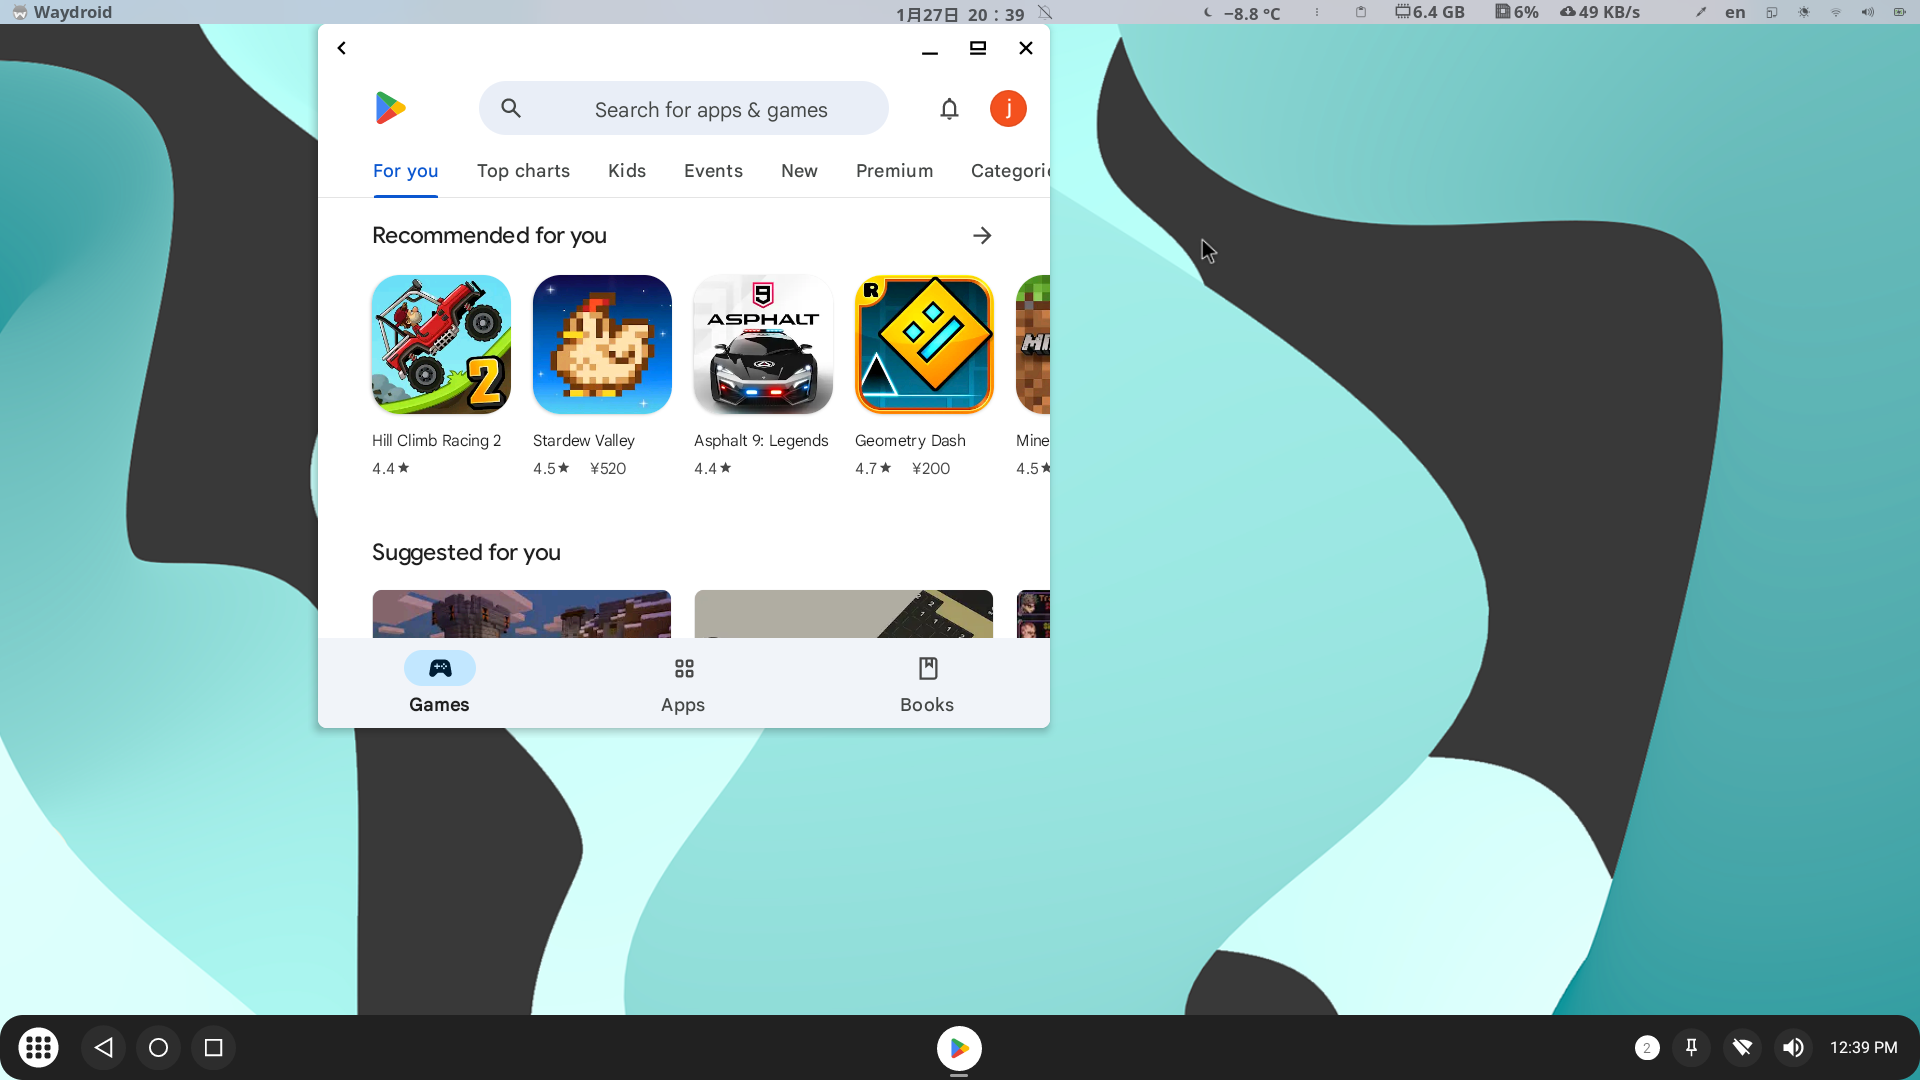 Waydroid
1月27日 20：39
−8.8 °C
6.4 GB
6%
49 KB/s
en
Search for apps & games
j
For you
Top charts
Kids
Events
New
Premium
Categorie
Recommended for you
2
9
ASPHALT
R
Hill Climb Racing 2
Stardew Valley
Asphalt 9: Legends
Geometry Dash
Mine
4.4★
4.5★ ¥520
4.4★
4.7★ ¥200
4.5★
Suggested for you
Games
Apps
Books
2
12:39 PM